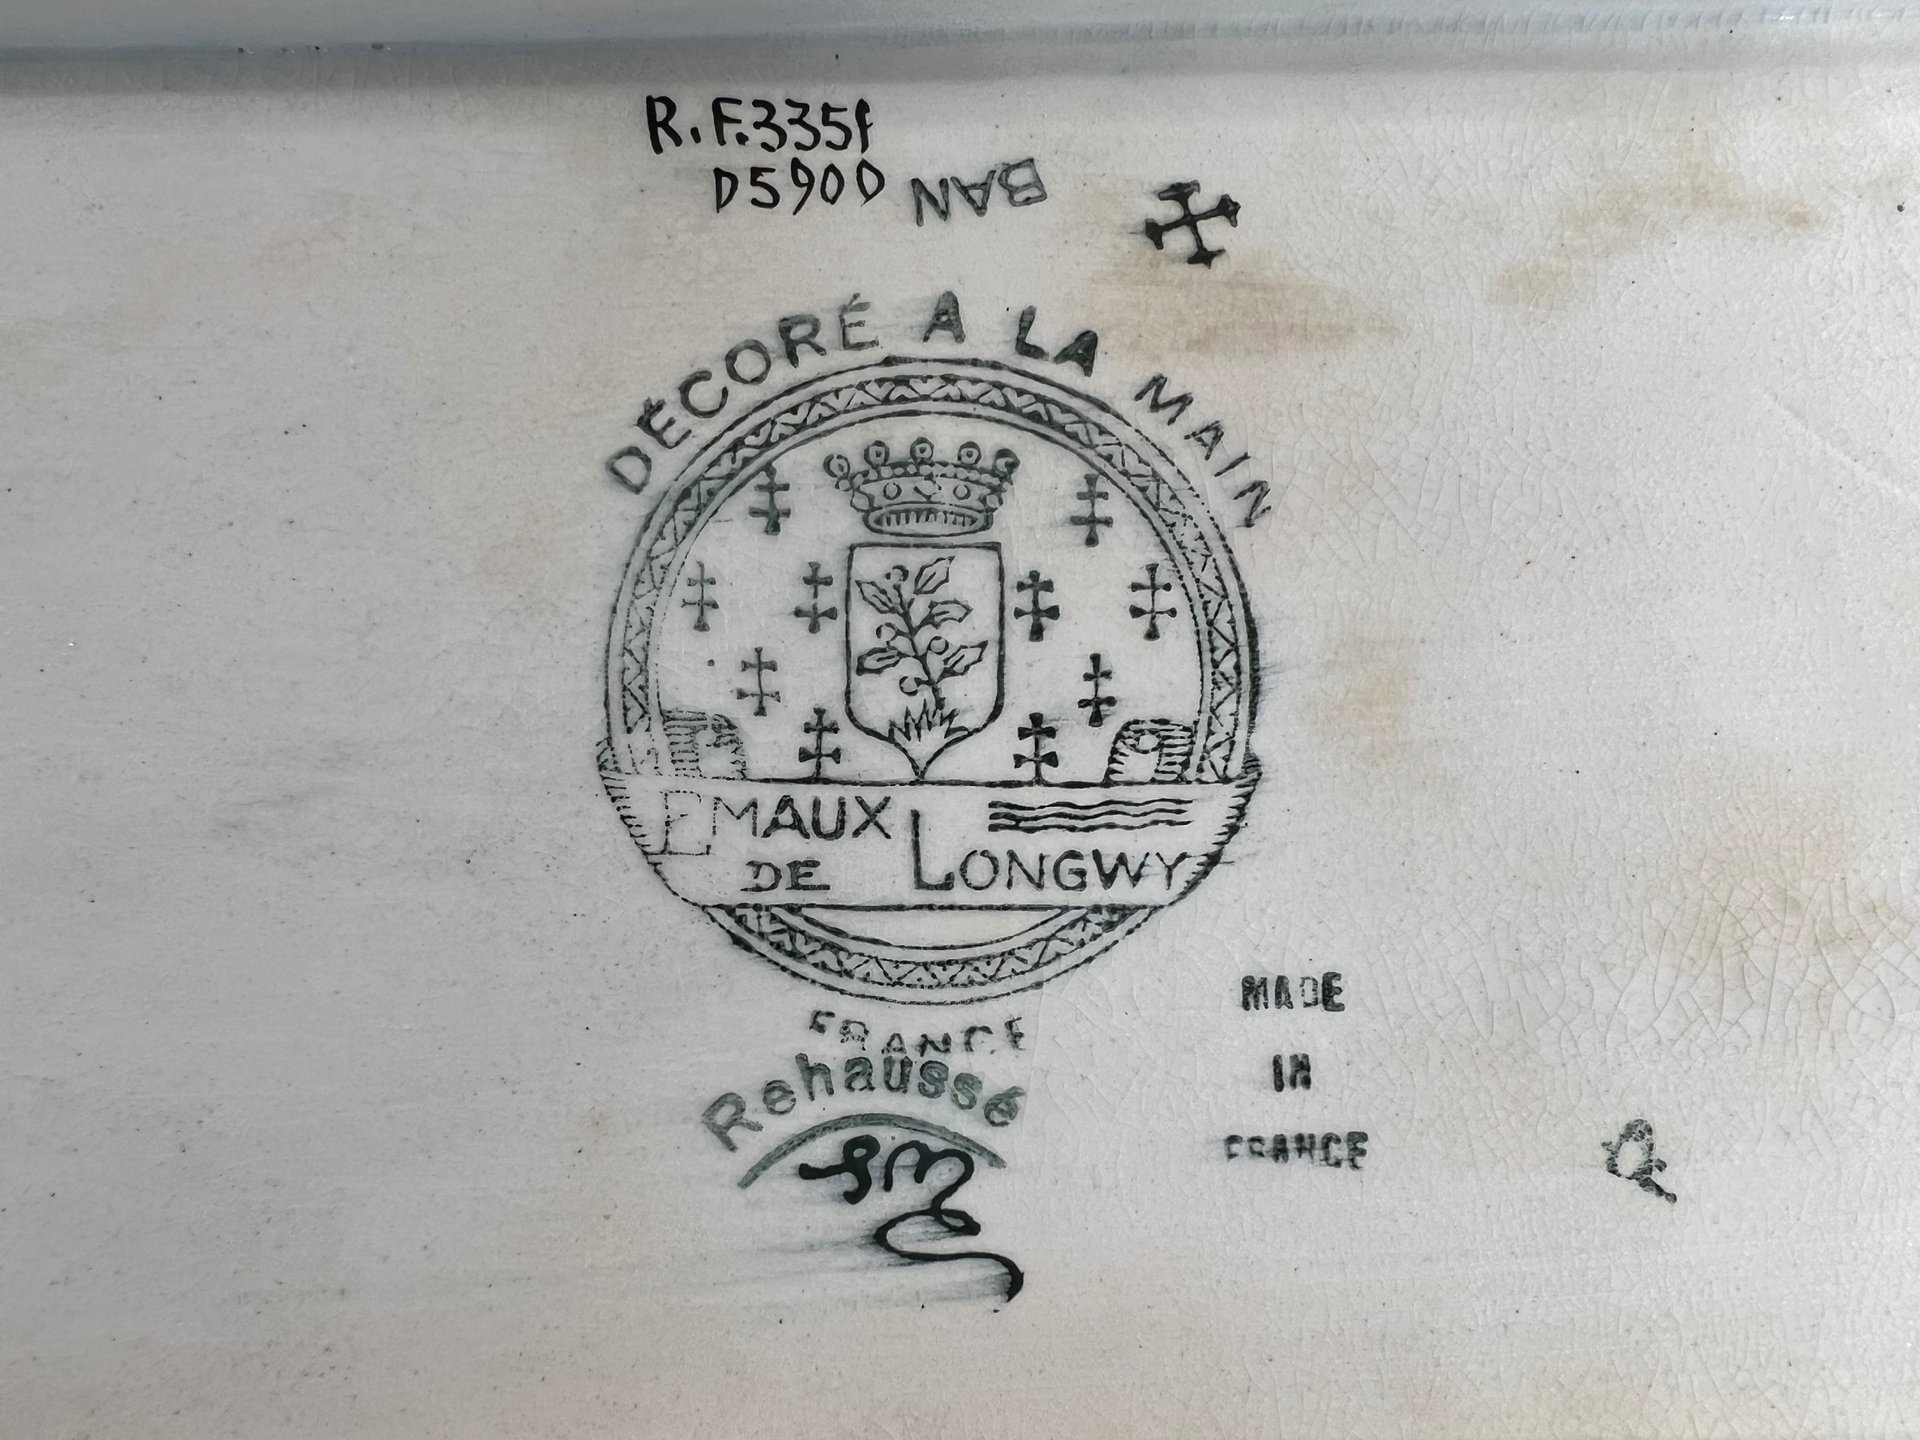 R.F.3351
D5900
BAN
DÉCORÉ A LA MAIN
EMAUX
DE LONGWY
FRANCE
Rehaussé
MADE
IN
FRANCE